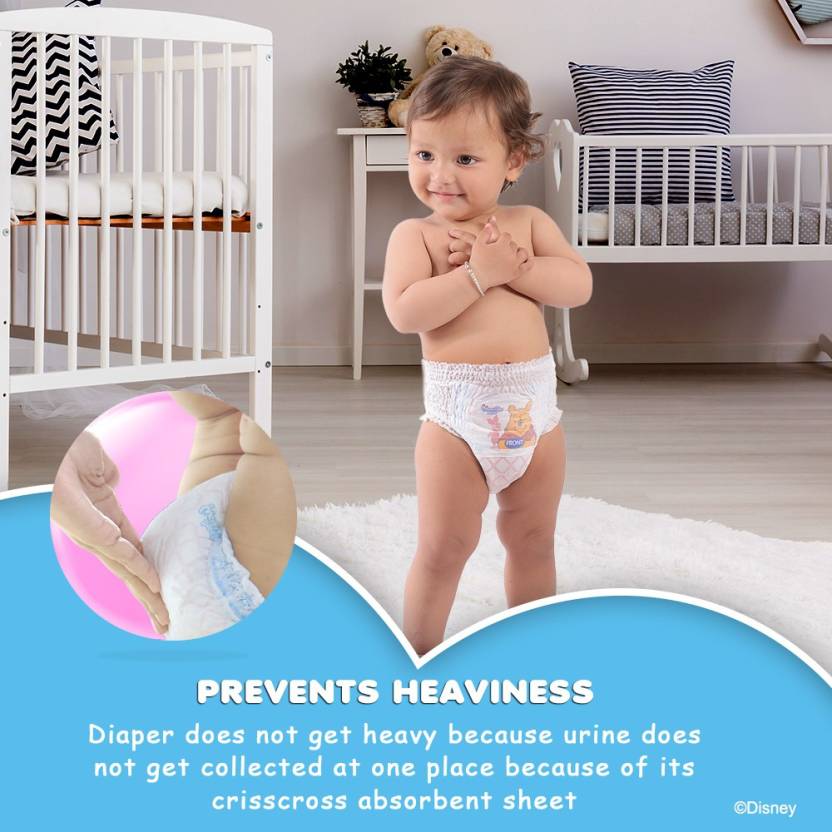 FRONT
PREVENTS HEAVINESS
Diaper does not get heavy because urine does
not get collected at one place because of its
crisscross absorbent sheet
©Disney